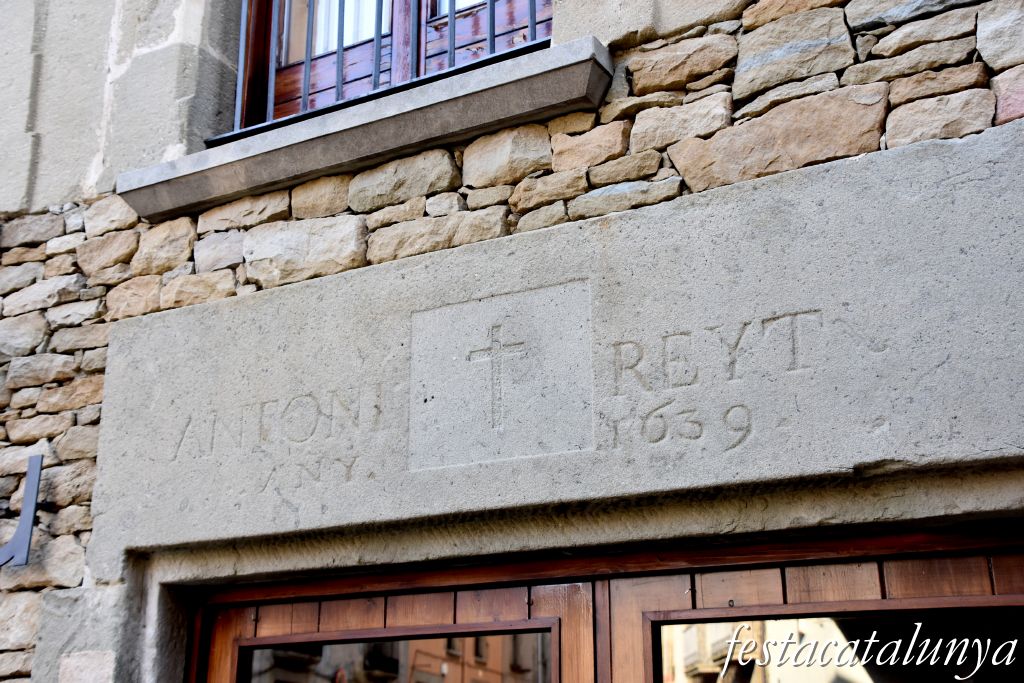 ANTONI REYT
ANY. 1639
festacatalunya